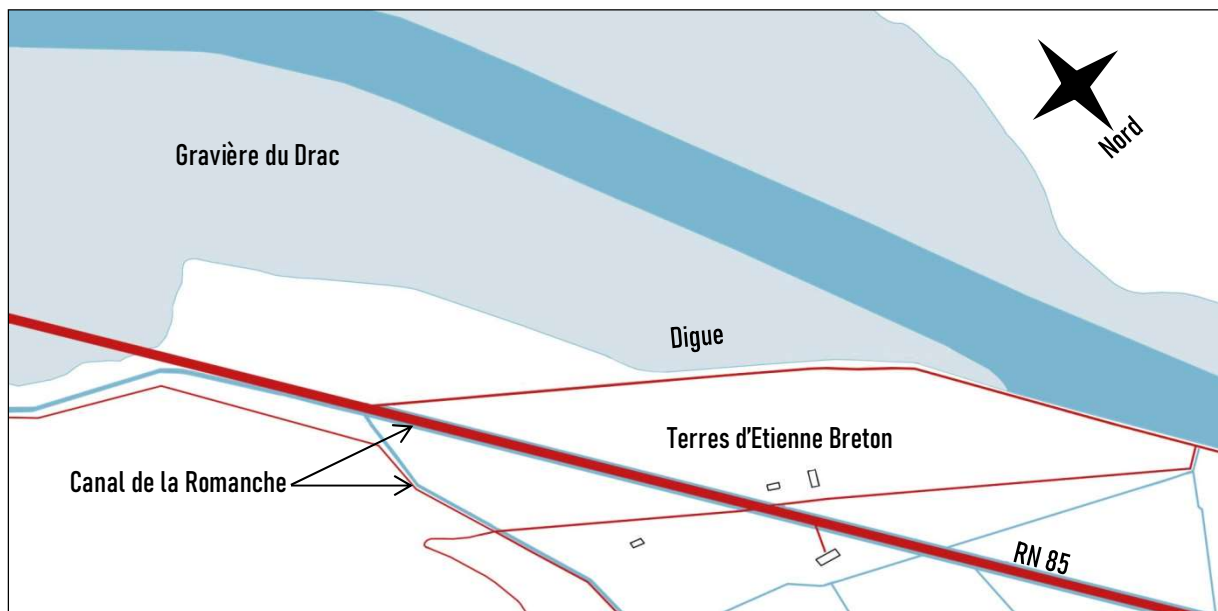 Nord
Gravière du Drac
Digue
Terres d'Etienne Breton
Canal de la Romanche
RN 85